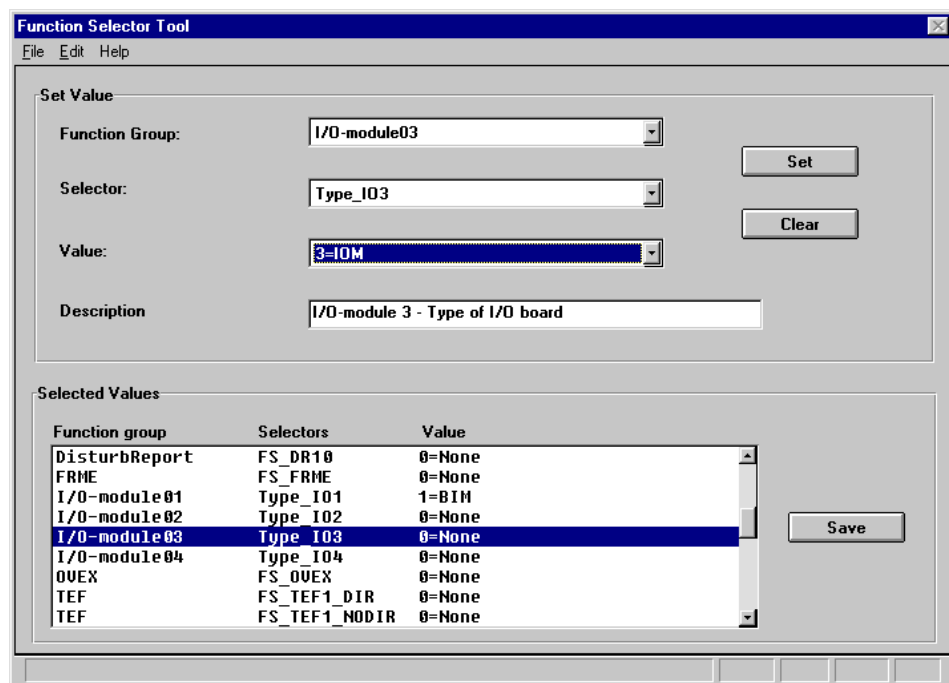 Function Selector Tool
File Edit Help
Set Value
Function Group: I/O-module03
Set
Selector: Type_IO3
Clear
Value: 3=IOM
Description I/O-module 3 - Type of I/O board
Selected Values
Function group Selectors Value
DisturbReport FS_DR10 0=None
FRME FS_FRME 0=None
I/O-module01 Type_IO1 1=BIM
I/O-module02 Type_IO2 0=None
I/O-module03 Type_IO3 0=None
Save
I/O-module04 Type_IO4 0=None
OVEX FS_OVEX 0=None
TEF FS_TEF1_DIR 0=None
TEF FS_TEF1_NODIR 0=None